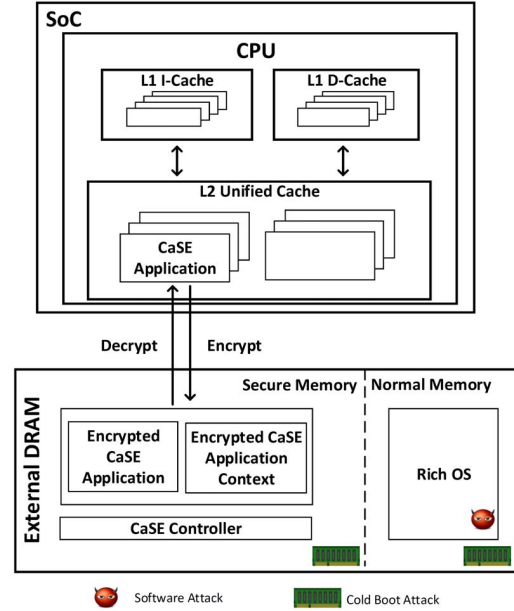 SoC
CPU
L1 I-Cache
L1 D-Cache
L2 Unified Cache
CaSE
Application
Decrypt
Encrypt
External DRAM
Secure Memory
Normal Memory
Encrypted
CaSE
Application
Encrypted CaSE
Application
Context
Rich OS
CaSE Controller
Software Attack
Cold Boot Attack